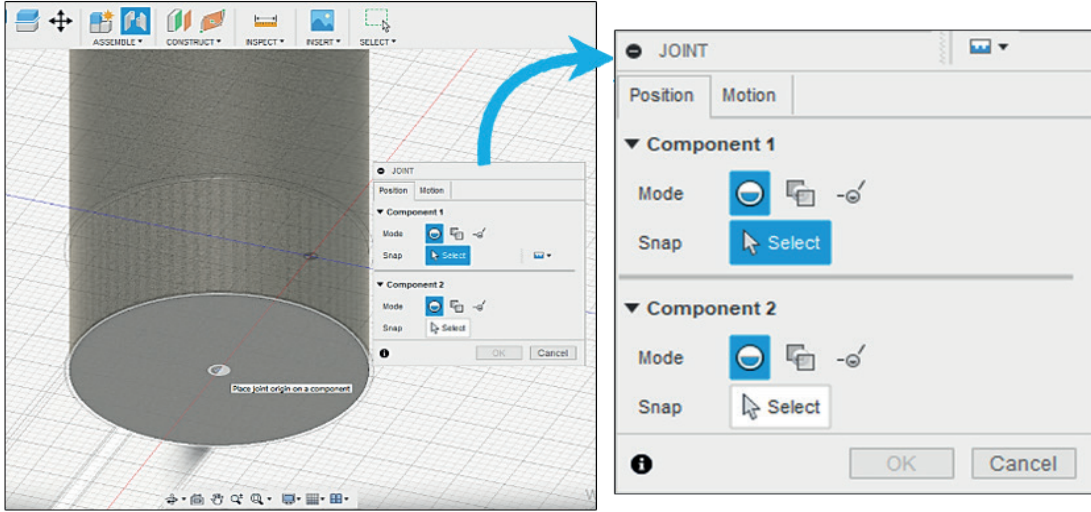 ASSEMBLE ▾ CONSTRUCT ▾ INSPECT ▾ INSERT ▾ SELECT ▾
JOINT
Position Motion
▼ Component 1
Mode
Snap Select
▼ Component 2
Mode
Snap Select
OK Cancel
Place joint origin on a component
JOINT
Position Motion
▼ Component 1
Mode
Snap Select
▼ Component 2
Mode
Snap Select
OK Cancel